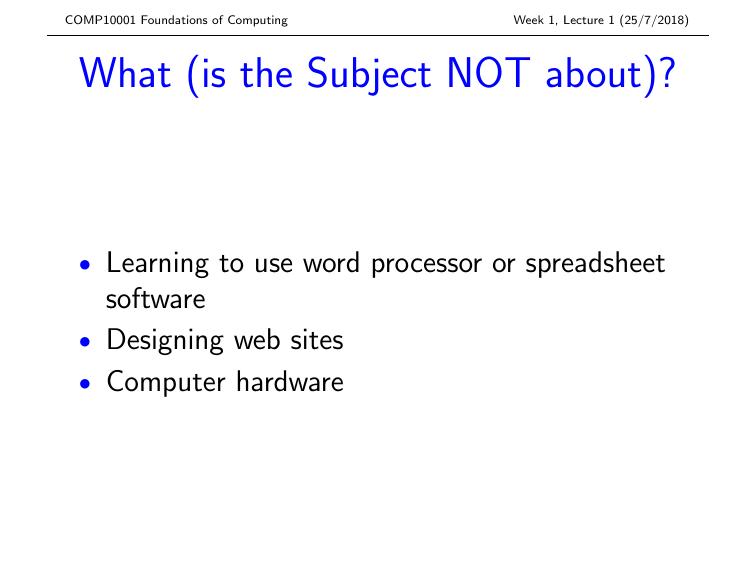 COMP10001 Foundations of Computing
Week 1, Lecture 1 (25/7/2018)
What (is the Subject NOT about)?
• Learning to use word processor or spreadsheet
software
• Designing web sites
• Computer hardware